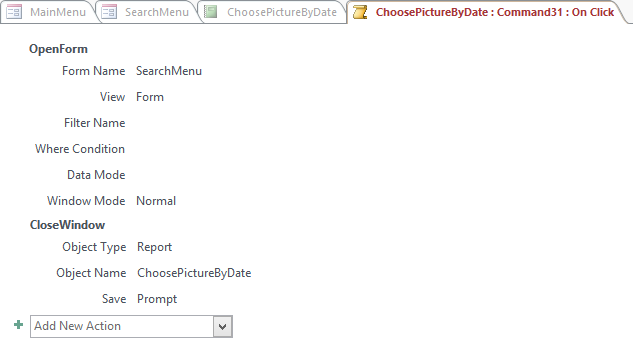 MainMenu SearchMenu ChoosePictureByDate ChoosePictureByDate : Command31 : On Click
OpenForm
Form Name SearchMenu
View Form
Filter Name
Where Condition
Data Mode
Window Mode Normal
CloseWindow
Object Type Report
Object Name ChoosePictureByDate
Save Prompt
Add New Action